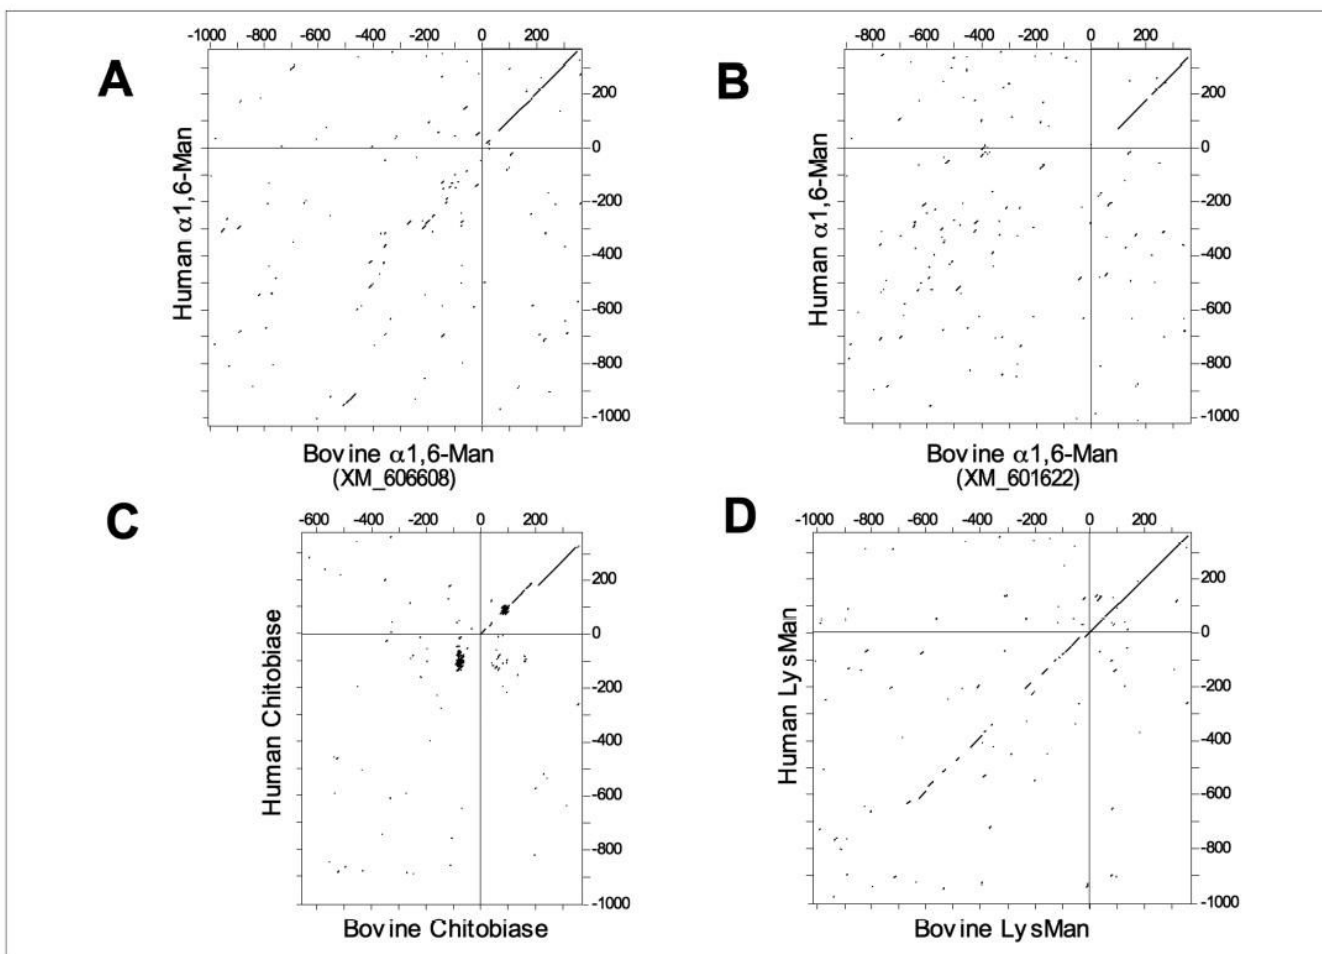 A
-1000 -800 -600 -400 -200 0 200
200
0
-200
-400
-600
-800
-1000
Human α1,6-Man
Bovine α1,6-Man
(XM_606608)
B
-800 -600 -400 -200 0 200
200
0
-200
-400
-600
-800
-1000
Human α1,6-Man
Bovine α1,6-Man
(XM_601622)
C
-600 -400 -200 0 200
200
0
-200
-400
-600
-800
-1000
Human Chitobiase
Bovine Chitobiase
D
-1000 -800 -600 -400 -200 0 200
200
0
-200
-400
-600
-800
-1000
Human LysMan
Bovine LysMan